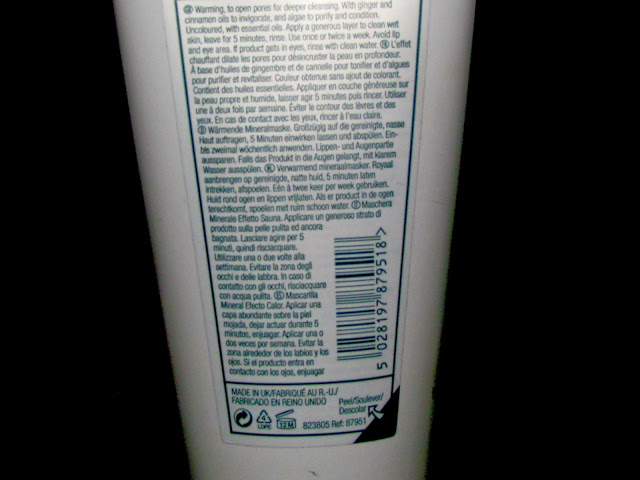 Ⓖ Warming, to open pores for deeper cleansing. With ginger and
cinnamon oils to invigorate, and algae to purify and condition.
Uncoloured, with essential oils. Apply a generous layer to clean wet
skin, leave for 5 minutes, rinse. Use once or twice a week. Avoid lip
and eye area. If product gets in eyes, rinse with clean water. Ⓕ L'effet
chauffant dilate les pores pour désincruster la peau en profondeur.
À base d'huiles de gingembre et de cannelle pour tonifier et d'algues
pour purifier et revitaliser. Couleur obtenue sans ajout de colorant.
Contient des huiles essentielles. Appliquer en couche généreuse sur
la peau propre et humide, laisser agir 5 minutes puis rincer. Utiliser
une à deux fois par semaine. Éviter le contour des lèvres et des
yeux. En cas de contact avec les yeux, rincer à l'eau claire.
Ⓓ Wärmende Mineralmaske. Großzügig auf die gereinigte, nasse
Haut auftragen, 5 Minuten einwirken lassen und abspülen. Ein-
bis zweimal wöchentlich anwenden. Lippen- und Augenpartie
aussparen. Falls das Produkt in die Augen gelangt, mit klarem
Wasser ausspülen. Verwarmend mineraalmasker. Royaal
aanbrengen op gereinigde, natte huid, 5 minuten laten
intrekken, afspoelen. Eén à twee keer per week gebruiken.
Huid rond ogen en lippen vrijlaten. Als er product in de ogen
terechtkomt, spoelen met ruim schoon water. Maschera
Minerale Effetto Sauna. Applicare un generoso strato di
prodotto sulla pelle pulita ed ancora
bagnata. Lasciare agire per 5
minuti, quindi risciacquare.
Utilizzare una o due volte alla
settimana. Evitare la zona degli
occhi e delle labbra. In caso di
contatto con gli occhi, risciacquare
con acqua pulita. Mascarilla
Mineral Efecto Calor. Aplicar una
capa abundante sobre la piel
mojada, dejar actuar durante 5
minutos, enjuagar. Aplicar una o
dos veces por semana. Evitar la
zona alrededor de los labios y los
ojos. Si el producto entra en
contacto con los ojos, enjuagar
5 028197 879518 >
MADE IN UK/FABRIQUÉ AU R.-U./
FABRICADO EN REINO UNIDO
Peel/Soulever/
Descolar
4
LDPE
12M
823805 Ref: 87951